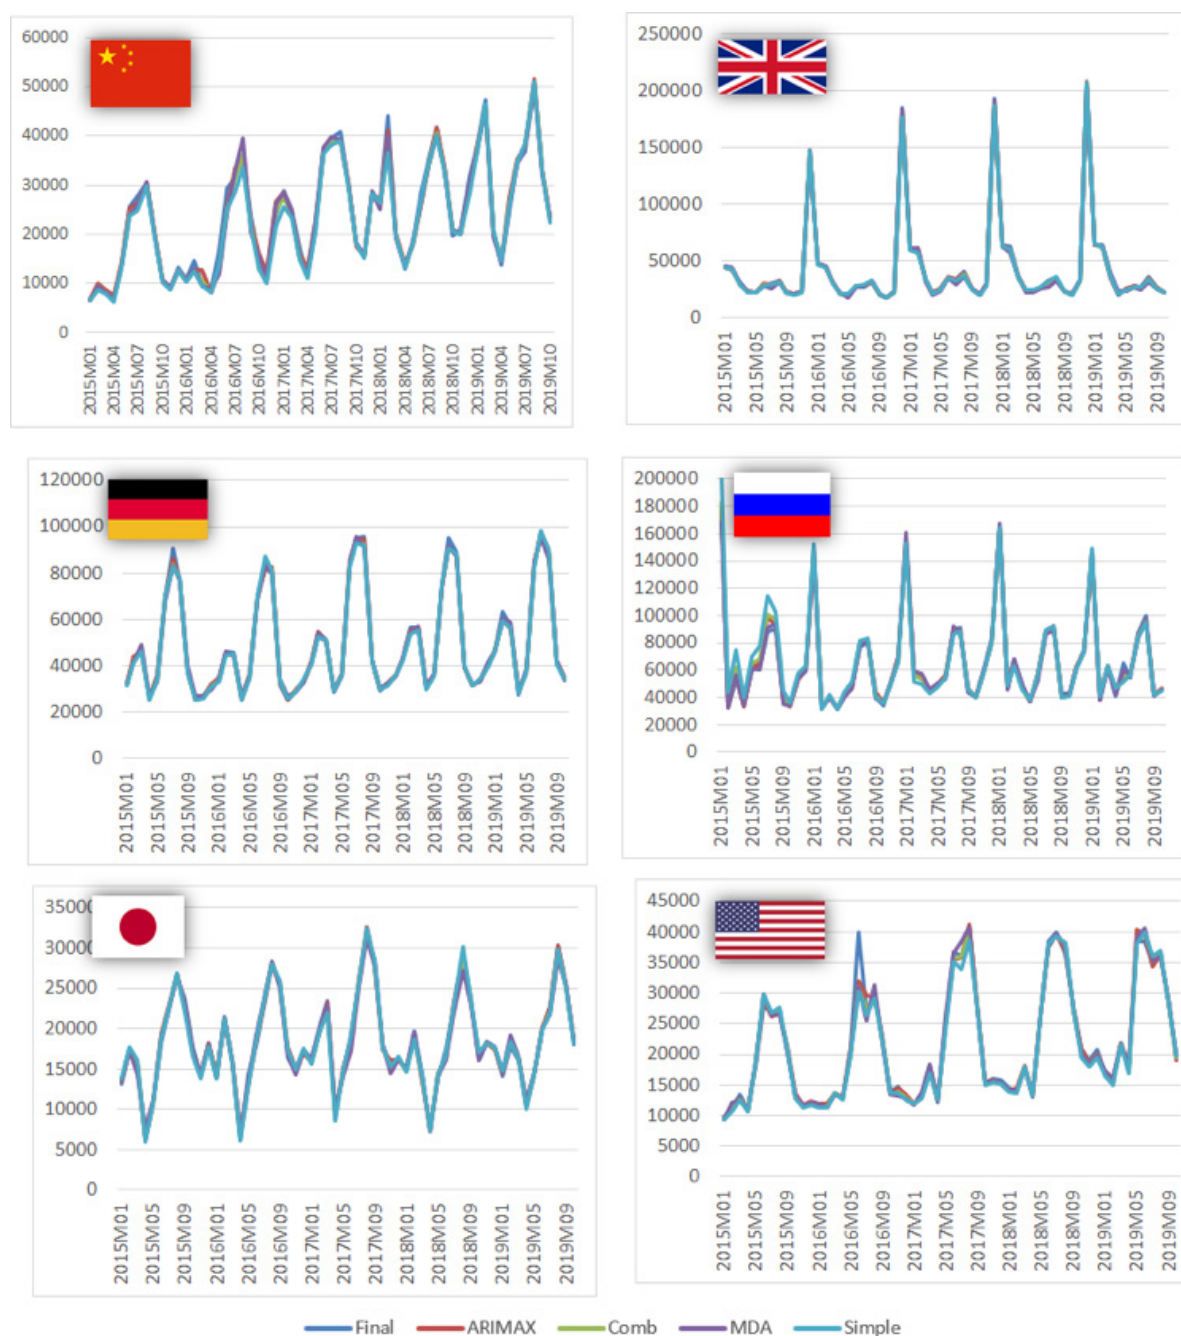 60000
50000
40000
30000
20000
10000
0
2015M01
2015M04
2015M07
2015M10
2016M01
2016M04
2016M07
2016M10
2017M01
2017M04
2017M07
2017M10
2018M01
2018M04
2018M07
2018M10
2019M01
2019M04
2019M07
2019M10
250000
200000
150000
100000
50000
0
2015M01
2015M05
2015M09
2016M01
2016M05
2016M09
2017M01
2017M05
2017M09
2018M01
2018M05
2018M09
2019M01
2019M05
2019M09
120000
100000
80000
60000
40000
20000
0
2015M01
2015M05
2015M09
2016M01
2016M05
2016M09
2017M01
2017M05
2017M09
2018M01
2018M05
2018M09
2019M01
2019M05
2019M09
200000
180000
160000
140000
120000
100000
80000
60000
40000
20000
0
2015M01
2015M05
2015M09
2016M01
2016M05
2016M09
2017M01
2017M05
2017M09
2018M01
2018M05
2018M09
2019M01
2019M05
2019M09
35000
30000
25000
20000
15000
10000
5000
0
2015M01
2015M05
2015M09
2016M01
2016M05
2016M09
2017M01
2017M05
2017M09
2018M01
2018M05
2018M09
2019M01
2019M05
2019M09
45000
40000
35000
30000
25000
20000
15000
10000
5000
0
2015M01
2015M05
2015M09
2016M01
2016M05
2016M09
2017M01
2017M05
2017M09
2018M01
2018M05
2018M09
2019M01
2019M05
2019M09
Final ARIMAX Comb MDA Simple